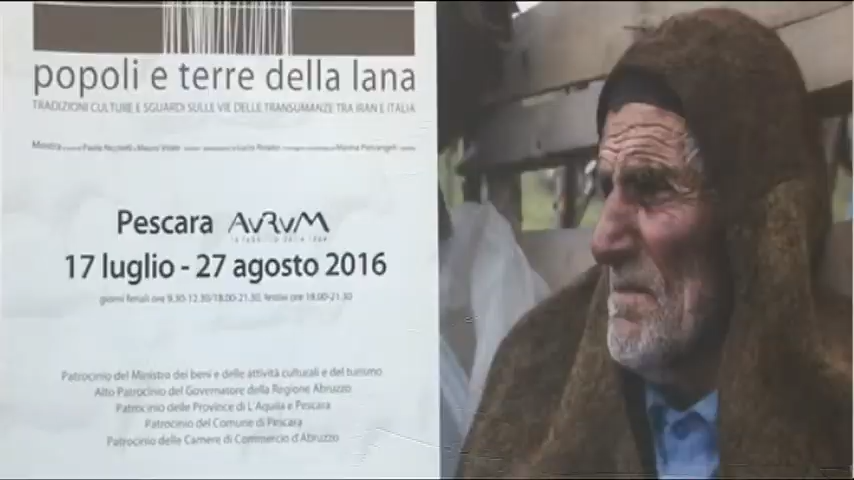 popoli e terre della lana
TRADIZIONI CULTURE E SGUARDI SULLE VIE DELLE TRANSUMANZE TRA IRAN E ITALIA
Mostra
Pescara AVRVM
17 luglio - 27 agosto 2016
giorni feriali ore 9.30-12.30/18.00-21.30, festivi ore 18.00-21.30
Patrocinio del Ministro dei beni e delle attività culturali e del turismo
Alto Patrocinio del Governatore della Regione Abruzzo
Patrocinio delle Province di L'Aquila e Pescara
Patrocinio del Comune di Pescara
Patrocinio delle Camere di Commercio d'Abruzzo